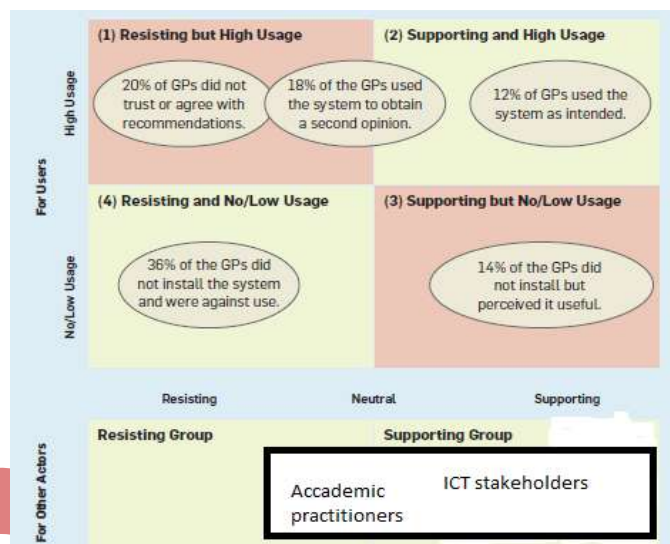 (1) Resisting but High Usage
(2) Supporting and High Usage
20% of GPs did not
trust or agree with
recommendations.
18% of the GPs used
the system to obtain
a second opinion.
12% of GPs used the
system as intended.
High Usage
For Users
(4) Resisting and No/Low Usage
(3) Supporting but No/Low Usage
36% of the GPs did
not install the system
and were against use.
14% of the GPs did
not install but
perceived it useful.
No/Low Usage
Resisting
Neutral
Supporting
For Other Actors
Resisting Group
Supporting Group
Accademic
practitioners
ICT stakeholders